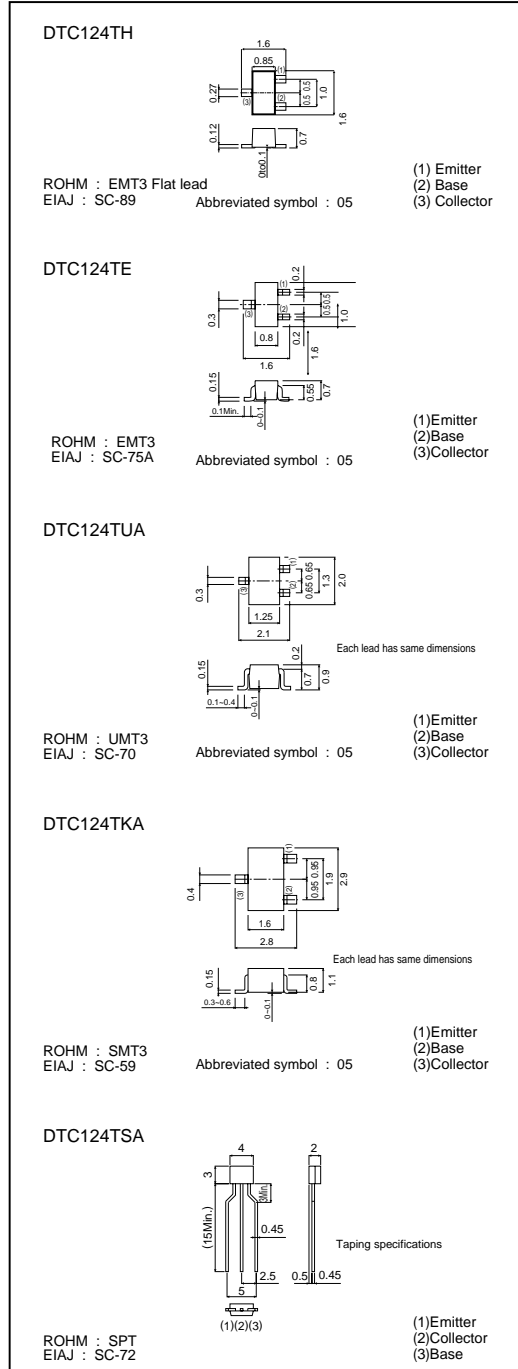 DTC124TH
1.6
0.85
(1)
0.27
(3)
(2)
0.5 0.5
1.0
1.6
0.12
0.7
0to0.1
ROHM : EMT3 Flat lead
EIAJ : SC-89
Abbreviated symbol : 05
(1) Emitter
(2) Base
(3) Collector
DTC124TE
0.2
(1)
0.3
(3)
(2)
0.5 0.5
1.0
0.8
0.2
1.6
1.6
0.15
0.55
0.7
0.1Min.
0~0.1
ROHM : EMT3
EIAJ : SC-75A
Abbreviated symbol : 05
(1)Emitter
(2)Base
(3)Collector
DTC124TUA
(1)
0.3
(3)
(2)
0.65 0.65
1.3
2.0
1.25
2.1
Each lead has same dimensions
0.2
0.15
0.7
0.9
0.1~0.4
0~0.1
ROHM : UMT3
EIAJ : SC-70
Abbreviated symbol : 05
(1)Emitter
(2)Base
(3)Collector
DTC124TKA
(1)
0.4
(3)
(2)
0.95 0.95
1.9
2.9
1.6
2.8
Each lead has same dimensions
0.15
0.8
1.1
0.3~0.6
0~0.1
ROHM : SMT3
EIAJ : SC-59
Abbreviated symbol : 05
(1)Emitter
(2)Base
(3)Collector
DTC124TSA
4
2
3
3Min.
(15Min.)
0.45
Taping specifications
2.5
0.5
0.45
5
(1)(2)(3)
ROHM : SPT
EIAJ : SC-72
(1)Emitter
(2)Collector
(3)Base